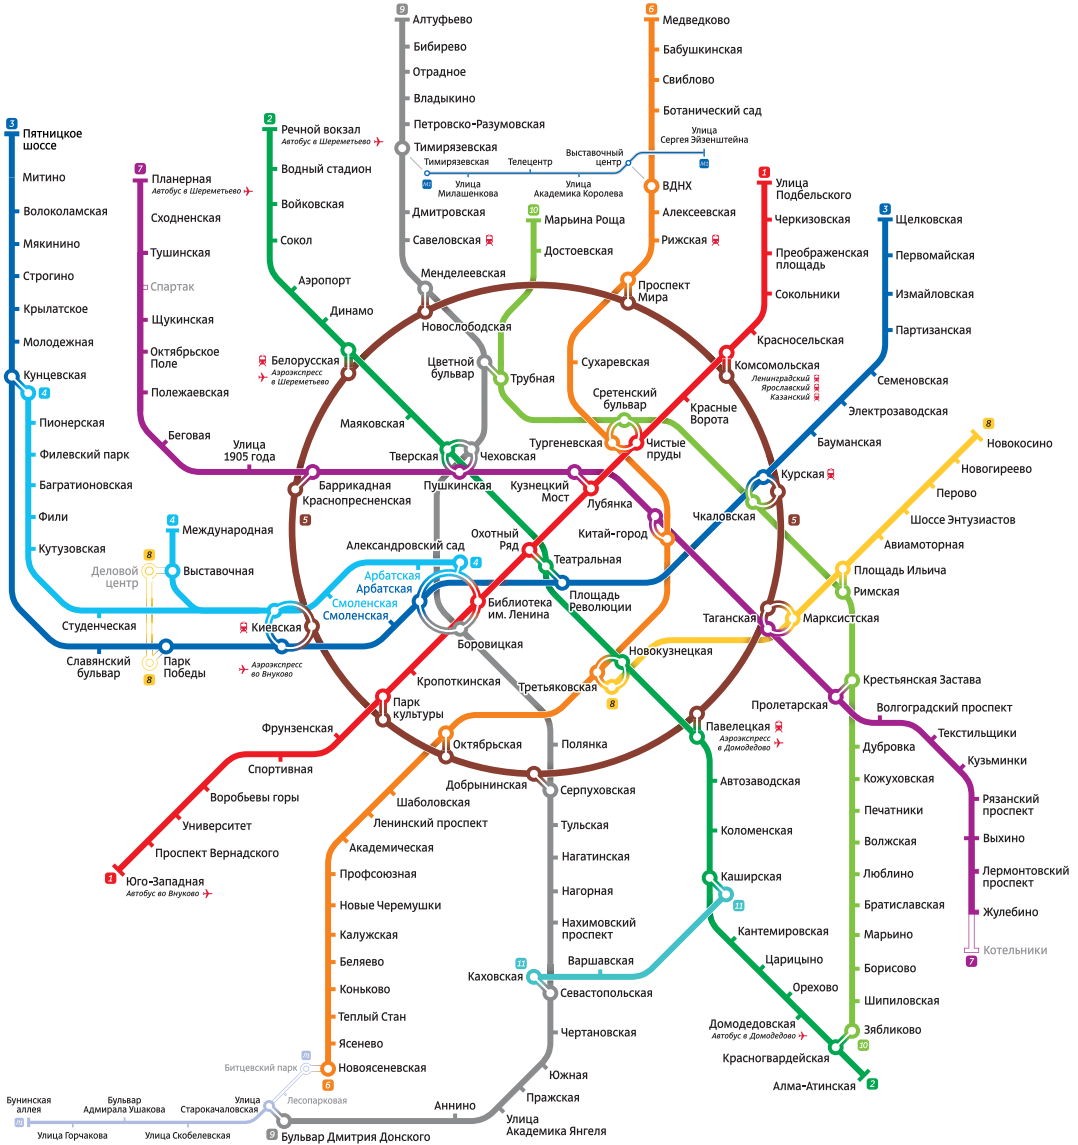 9
Алтуфьево
Бибирево
Отрадное
Владыкино
Петровско-Разумовская
Тимирязевская
Дмитровская
Савеловская
Менделеевская
6
Медведково
Бабушкинская
Свиблово
Ботанический сад
Улица
Сергея Эйзенштейна
Выставочный
центр
Телецентр
Тимирязевская
Улица
Милашенкова
Улица
Академика Королева
ВДНХ
Алексеевская
Рижская
Проспект
Мира
3
Пятницкое
шоссе
Митино
Волоколамская
Мякинино
Строгино
Крылатское
Молодежная
Кунцевская
4
Пионерская
Филевский парк
Багратионовская
Фили
Кутузовская
7
Планерная
Автобус в Шереметьево
Сходненская
Тушинская
Спартак
Щукинская
Октябрьское
Поле
Полежаевская
Беговая
Улица
1905 года
2
Речной вокзал
Автобус в Шереметьево
Водный стадион
Войковская
Сокол
Аэропорт
Динамо
Белорусская
Аэроэкспресс
в Шереметьево
Маяковская
10
Марьина Роща
Достоевская
1
Улица
Подбельского
Черкизовская
Преображенская
площадь
Сокольники
Красносельская
Комсомольская
Ленинградский
Ярославский
Казанский
3
Щелковская
Первомайская
Измайловская
Партизанская
Семеновская
Электрозаводская
Бауманская
Курская
Новослободская
Цветной
бульвар
Трубная
Сухаревская
Сретенский
бульвар
Тургеневская
Чистые
пруды
Красные
Ворота
8
Новокосино
Новогиреево
Перово
Шоссе Энтузиастов
Авиамоторная
Площадь Ильича
Римская
Тверская
Чеховская
Пушкинская
Баррикадная
Краснопресненская
5
Кузнецкий
Мост
Лубянка
Китай-город
Чкаловская
5
4
Международная
8
Деловой
центр
Выставочная
Александровский сад
4
Арбатская
Арбатская
Смоленская
Смоленская
Охотный
Ряд
Театральная
Площадь
Революции
Библиотека
им. Ленина
Боровицкая
Студенческая
Киевская
Аэроэкспресс
во Внуково
Славянский
бульвар
8
Парк
Победы
Таганская
Марксистская
Новокузнецкая
Третьяковская
8
Кропоткинская
Парк
культуры
Фрунзенская
Спортивная
Воробьевы горы
Университет
Проспект Вернадского
1
Юго-Западная
Автобус во Внуково
Октябрьская
Добрынинская
Шаболовская
Ленинский проспект
Академическая
Профсоюзная
Новые Черемушки
Калужская
Беляево
Коньково
Теплый Стан
Ясенево
Новоясеневская
6
Полянка
Серпуховская
Тульская
Нагатинская
Нагорная
Нахимовский
проспект
Варшавская
11
Каховская
Севастопольская
Чертановская
Южная
Пражская
Улица
Академика Янгеля
Аннино
9
Бульвар Дмитрия Донского
Павелецкая
Аэроэкспресс
в Домодедово
Автозаводская
Коломенская
Каширская
11
Кантемировская
Царицыно
Орехово
Домодедовская
Автобус в Домодедово
Красногвардейская
Алма-Атинская
2
Пролетарская
Крестьянская Застава
Волгоградский проспект
Текстильщики
Кузьминки
Рязанский
проспект
Выхино
Лермонтовский
проспект
Жулебино
Котельники
7
Дубровка
Кожуховская
Печатники
Волжская
Люблино
Братиславская
Марьино
Борисово
Шипиловская
Зябликово
10
Битцевский парк
Лесопарковая
Улица
Старокачаловская
Улица Скобелевская
Бульвар
Адмирала Ушакова
Улица Горчакова
Бунинская
аллея